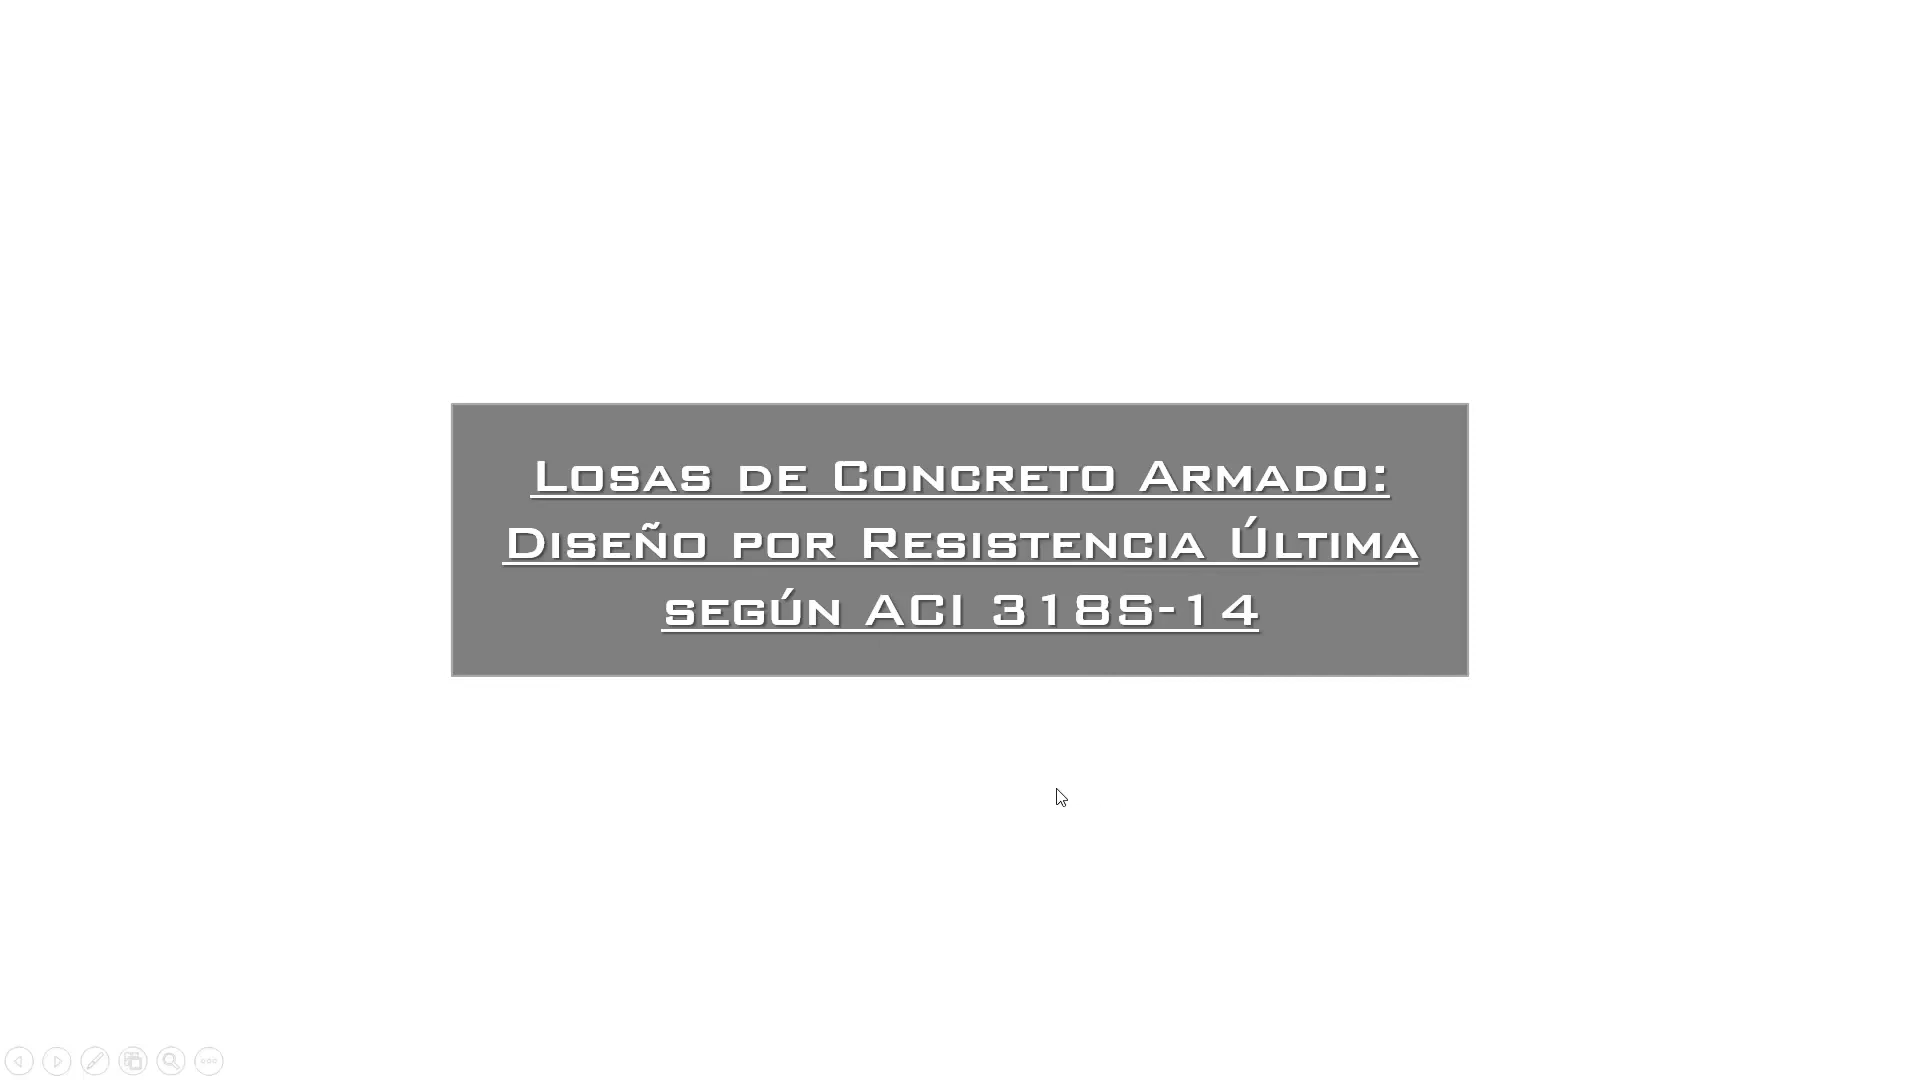 Losas de Concreto Armado:
Diseño por Resistencia Última
según ACI 318S-14